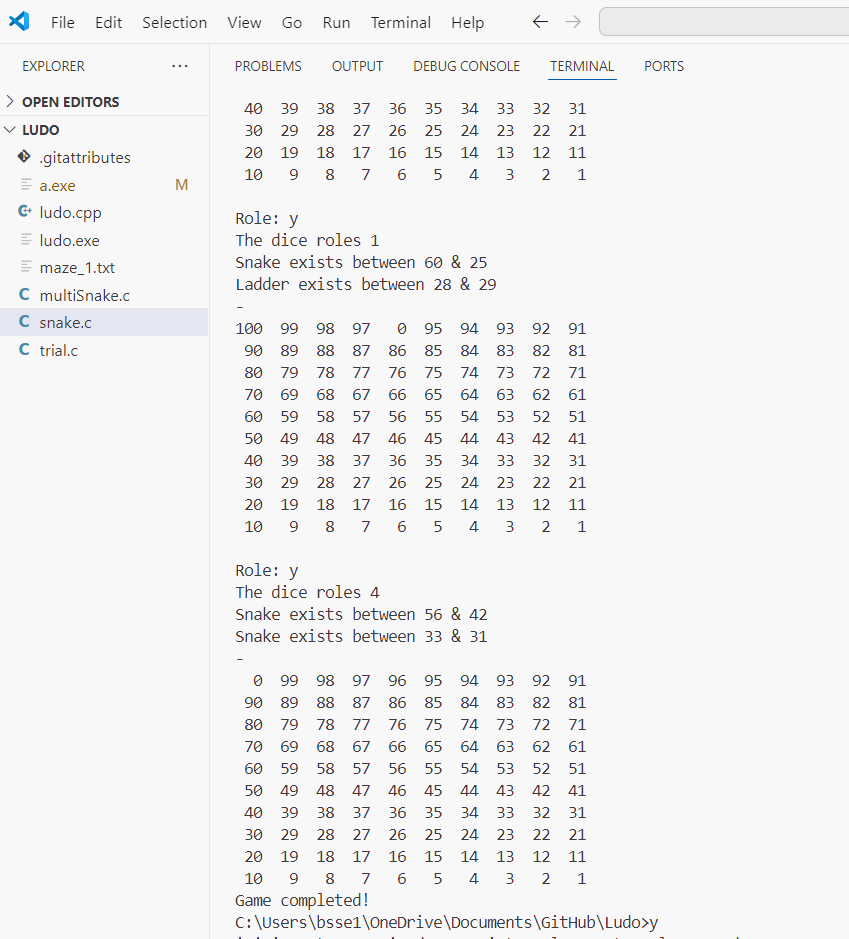 File Edit Selection View Go Run Terminal Help
EXPLORER
OPEN EDITORS
LUDO
.gitattributes
a.exe M
ludo.cpp
ludo.exe
maze_1.txt
multiSnake.c
snake.c
trial.c
PROBLEMS OUTPUT DEBUG CONSOLE TERMINAL PORTS
40 39 38 37 36 35 34 33 32 31
30 29 28 27 26 25 24 23 22 21
20 19 18 17 16 15 14 13 12 11
10 9 8 7 6 5 4 3 2 1
Role: y
The dice roles 1
Snake exists between 60 & 25
Ladder exists between 28 & 29
-
100 99 98 97 0 95 94 93 92 91
90 89 88 87 86 85 84 83 82 81
80 79 78 77 76 75 74 73 72 71
70 69 68 67 66 65 64 63 62 61
60 59 58 57 56 55 54 53 52 51
50 49 48 47 46 45 44 43 42 41
40 39 38 37 36 35 34 33 32 31
30 29 28 27 26 25 24 23 22 21
20 19 18 17 16 15 14 13 12 11
10 9 8 7 6 5 4 3 2 1
Role: y
The dice roles 4
Snake exists between 56 & 42
Snake exists between 33 & 31
-
0 99 98 97 96 95 94 93 92 91
90 89 88 87 86 85 84 83 82 81
80 79 78 77 76 75 74 73 72 71
70 69 68 67 66 65 64 63 62 61
60 59 58 57 56 55 54 53 52 51
50 49 48 47 46 45 44 43 42 41
40 39 38 37 36 35 34 33 32 31
30 29 28 27 26 25 24 23 22 21
20 19 18 17 16 15 14 13 12 11
10 9 8 7 6 5 4 3 2 1
Game completed!
C:\Users\bsse1\OneDrive\Documents\GitHub\Ludo>y